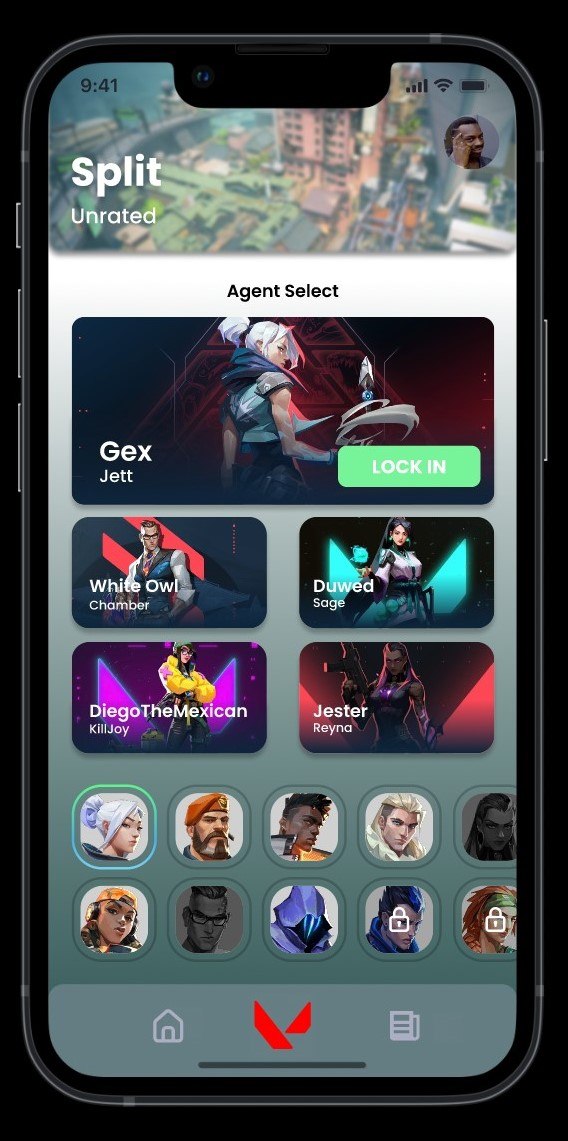 9:41
Split
Unrated
Agent Select
Gex
Jett
LOCK IN
White Owl
Chamber
Duwed
Sage
DiegoTheMexican
KillJoy
Jester
Reyna